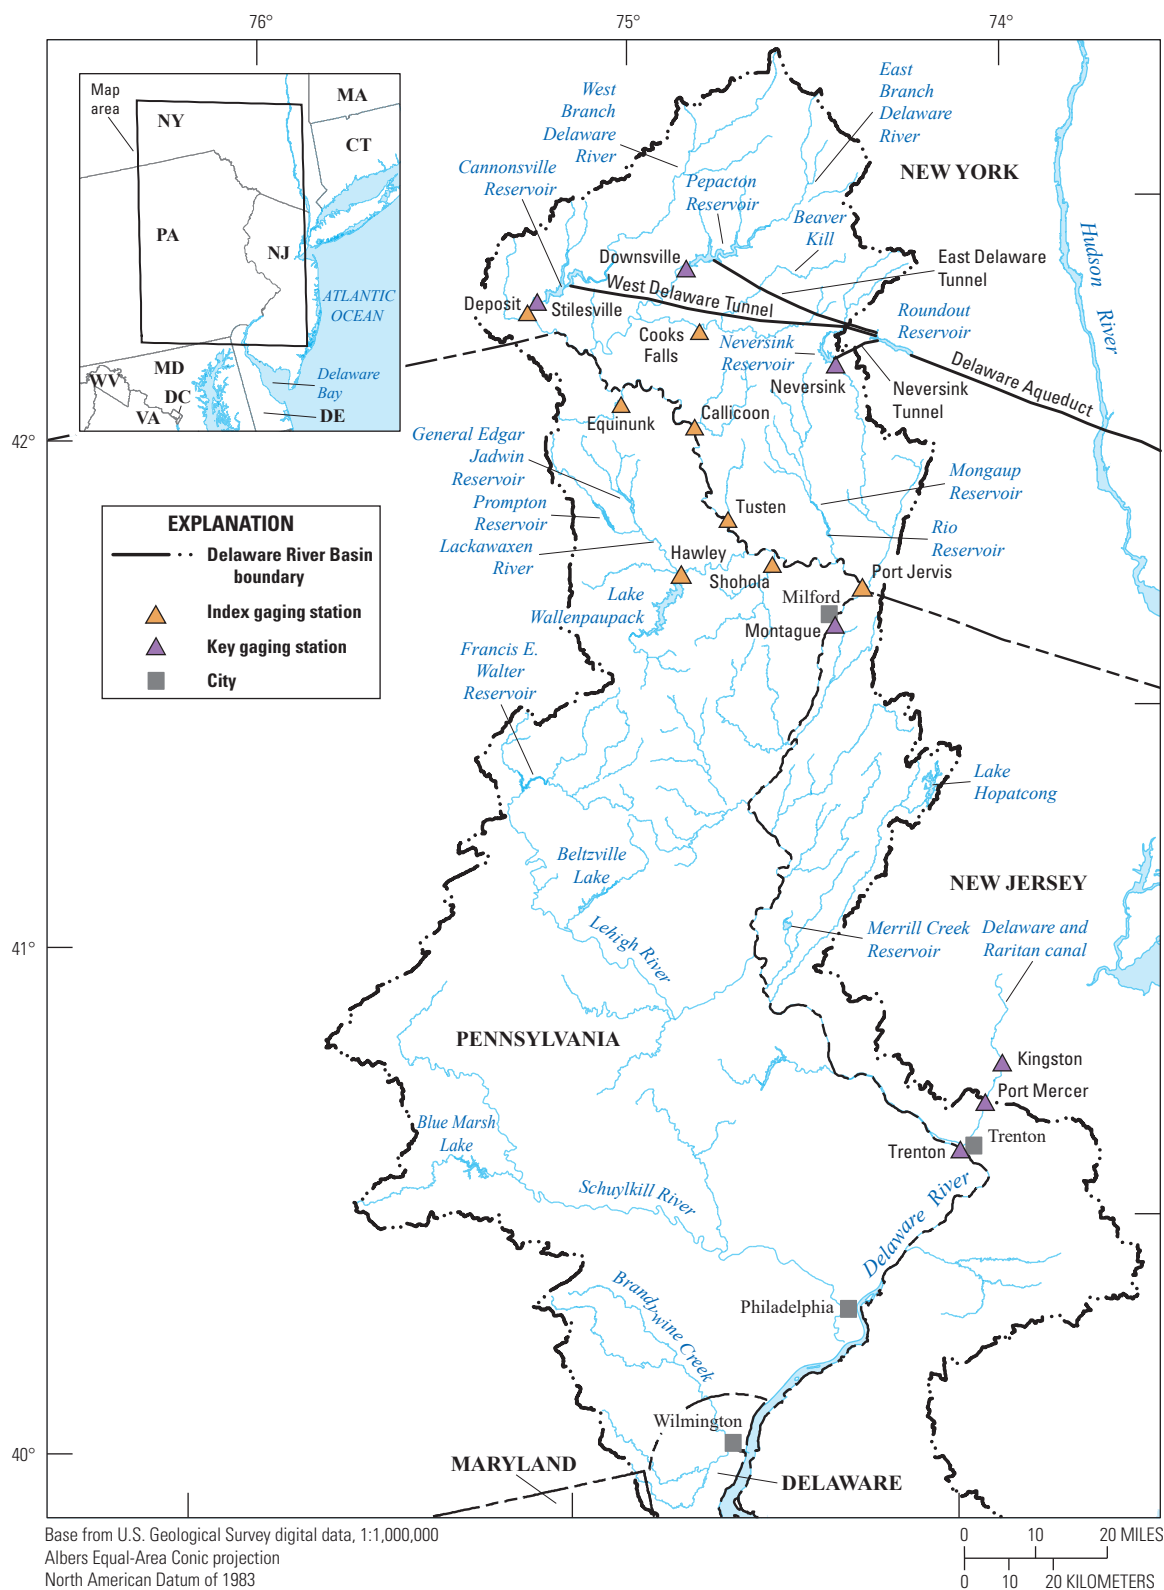 76°
75°
74°
Map
area
NY
MA
CT
PA
NJ
ATLANTIC
OCEAN
MD
WV
DC
VA
DE
Delaware
Bay
West
Branch
Delaware
River
East
Branch
Delaware
River
NEW YORK
Cannonsville
Reservoir
Pepacton
Reservoir
Beaver
Kill
Hudson River
Downsville
East Delaware
Tunnel
West Delaware Tunnel
Deposit
Stilesville
Roundout
Reservoir
Cooks
Falls
Neversink
Reservoir
Neversink
Neversink
Tunnel
Delaware Aqueduct
Equinunk
Callicoon
42°
General Edgar
Jadwin
Reservoir
Prompton
Reservoir
Lackawaxen
River
Mongaup
Reservoir
Tusten
Rio
Reservoir
Hawley
Shohola
Port Jervis
Lake
Wallenpaupack
Milford
Montague
EXPLANATION
Delaware River Basin
boundary
Index gaging station
Key gaging station
City
Francis E.
Walter
Reservoir
Lake
Hopatcong
Beltzville
Lake
NEW JERSEY
Lehigh River
Merrill Creek
Reservoir
Delaware and
Raritan canal
41°
PENNSYLVANIA
Kingston
Port Mercer
Blue Marsh
Lake
Trenton
Trenton
Schuylkill River
Delaware River
Brandywine Creek
Philadelphia
Wilmington
40°
MARYLAND
DELAWARE
Base from U.S. Geological Survey digital data, 1:1,000,000
Albers Equal-Area Conic projection
North American Datum of 1983
0 10 20 MILES
0 10 20 KILOMETERS